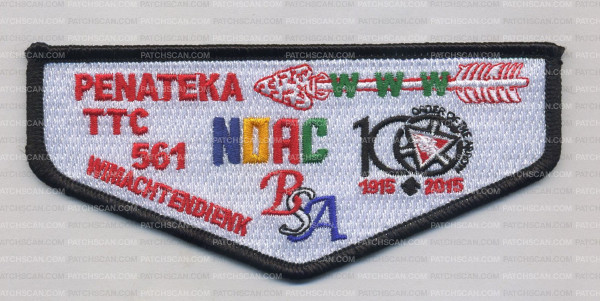 PENATEKA
W W W
TTC
561
NOAC
100
ORDER OF THE ARROW
1915 2015
WIMACHTENDIENK
BSA
PATCHSCAN.COM